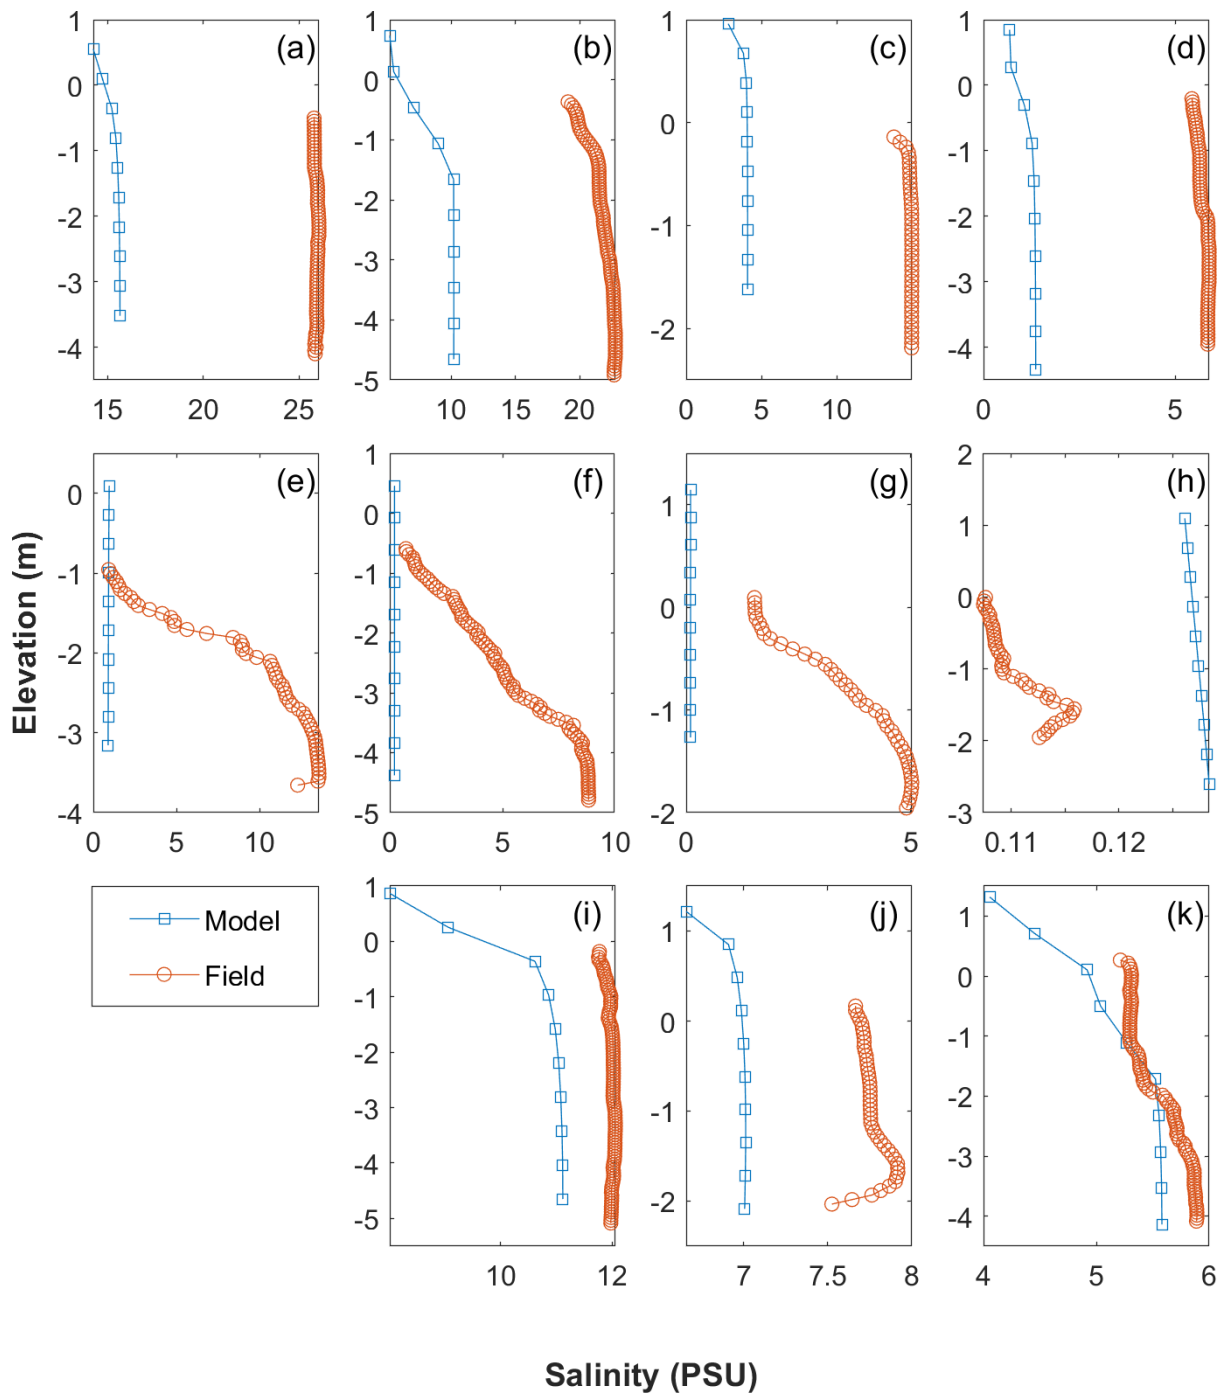 (a) (b) (c) (d)
1 0 -1 -2 -3 -4
15 20 25
1 0 -1 -2 -3 -4 -5
10 15 20
1 0 -1 -2
0 5 10
1 0 -1 -2 -3 -4
0 5
(e) (f) (g) (h)
0 -1 -2 -3 -4
0 5 10
1 0 -1 -2 -3 -4 -5
0 5 10
1 0 -1 -2
0 5
2 1 0 -1 -2 -3
0.11 0.12
Elevation (m)
Model
Field
(i) (j) (k)
1 0 -1 -2 -3 -4 -5
10 12
1 0 -1 -2
7 7.5 8
1 0 -1 -2 -3 -4
4 5 6
Salinity (PSU)